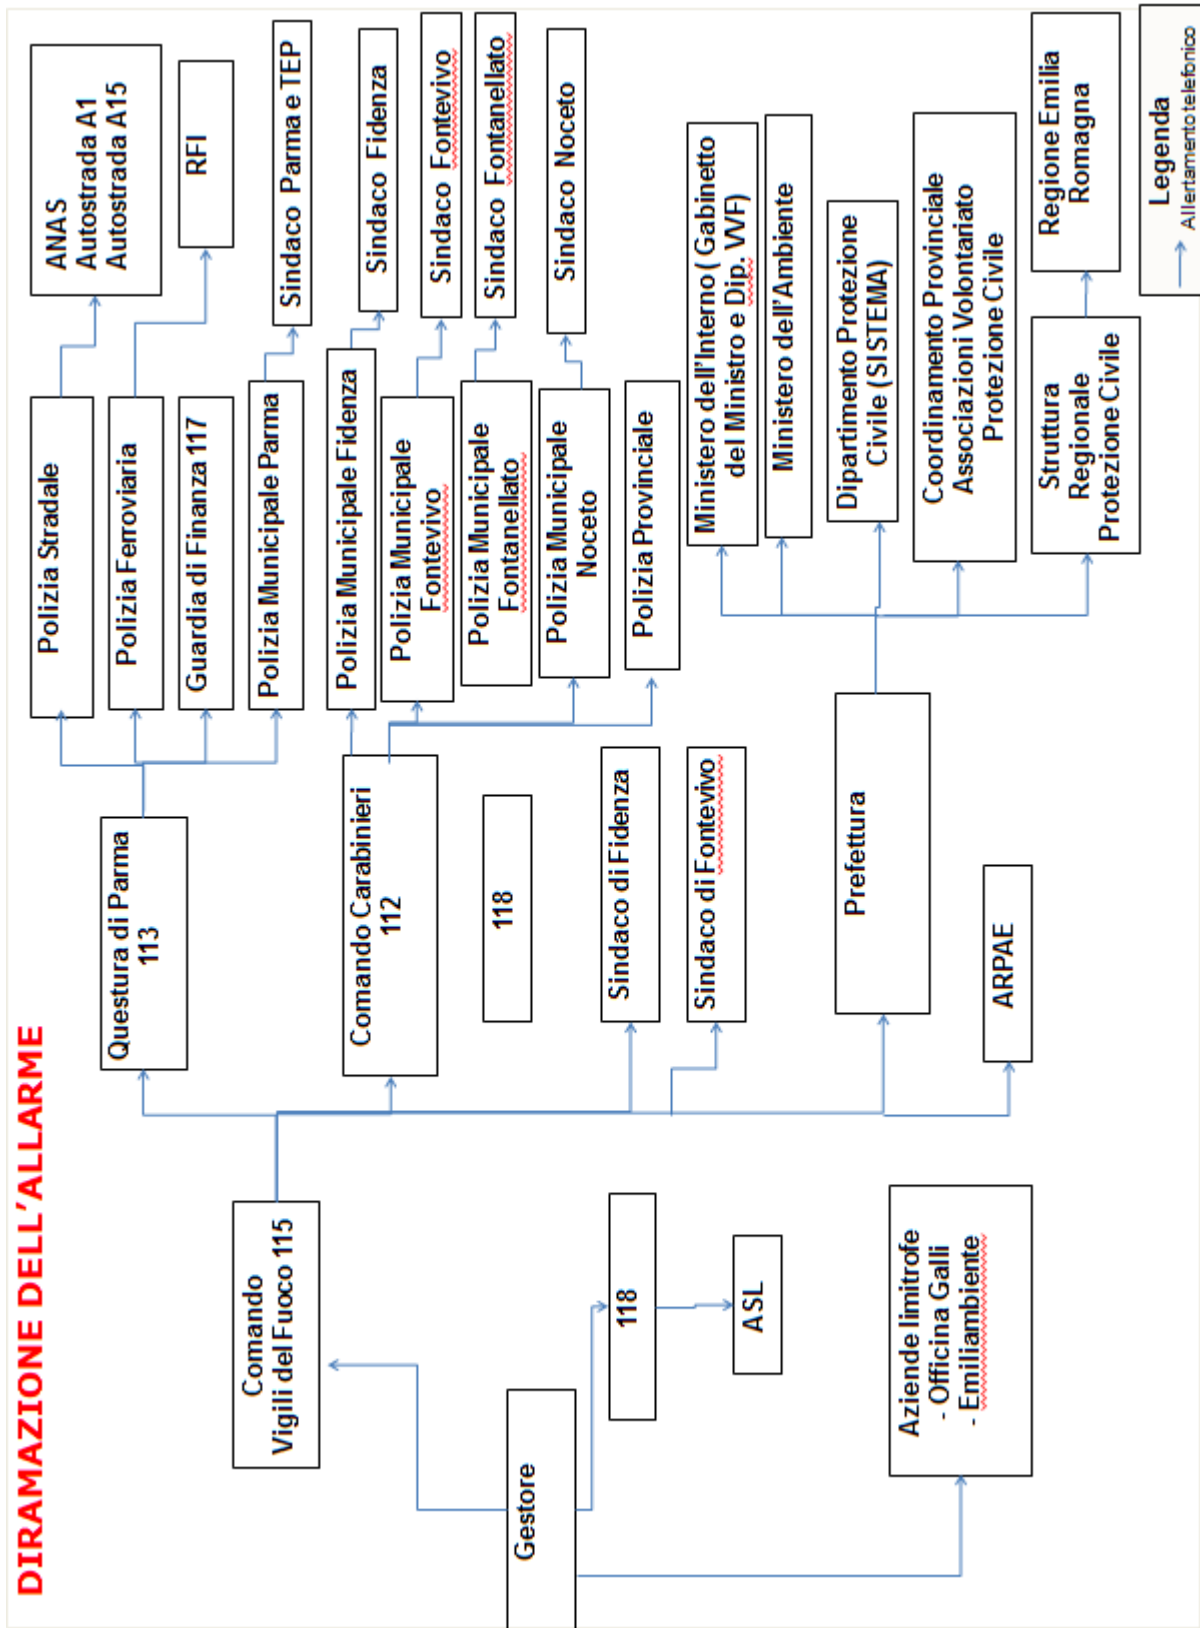 DIRAMAZIONE DELL'ALLARME
Gestore
Comando
Vigili del Fuoco 115
118
ASL
Aziende limitrofe
- Officina Galli
- Emiliambiente
Questura di Parma
113
Comando Carabinieri
112
118
Sindaco di Fidenza
Sindaco di Fontevivo
Prefettura
ARPAE
Polizia Stradale
Polizia Ferroviaria
Guardia di Finanza 117
Polizia Municipale Parma
Polizia Municipale Fidenza
Polizia Municipale
Fontevivo
Polizia Municipale
Fontanellato
Polizia Municipale
Noceto
Polizia Provinciale
ANAS
Autostrada A1
Autostrada A15
RFI
Sindaco Parma e TEP
Sindaco Fidenza
Sindaco Fontevivo
Sindaco Fontanellato
Sindaco Noceto
Ministero dell'Interno ( Gabinetto
del Ministro e Dip. VVF)
Ministero dell'Ambiente
Dipartimento Protezione
Civile (SISTEMA)
Coordinamento Provinciale
Associazioni Volontariato
Protezione Civile
Struttura
Regionale
Protezione Civile
Regione Emilia
Romagna
Legenda
Allertamento telefonico